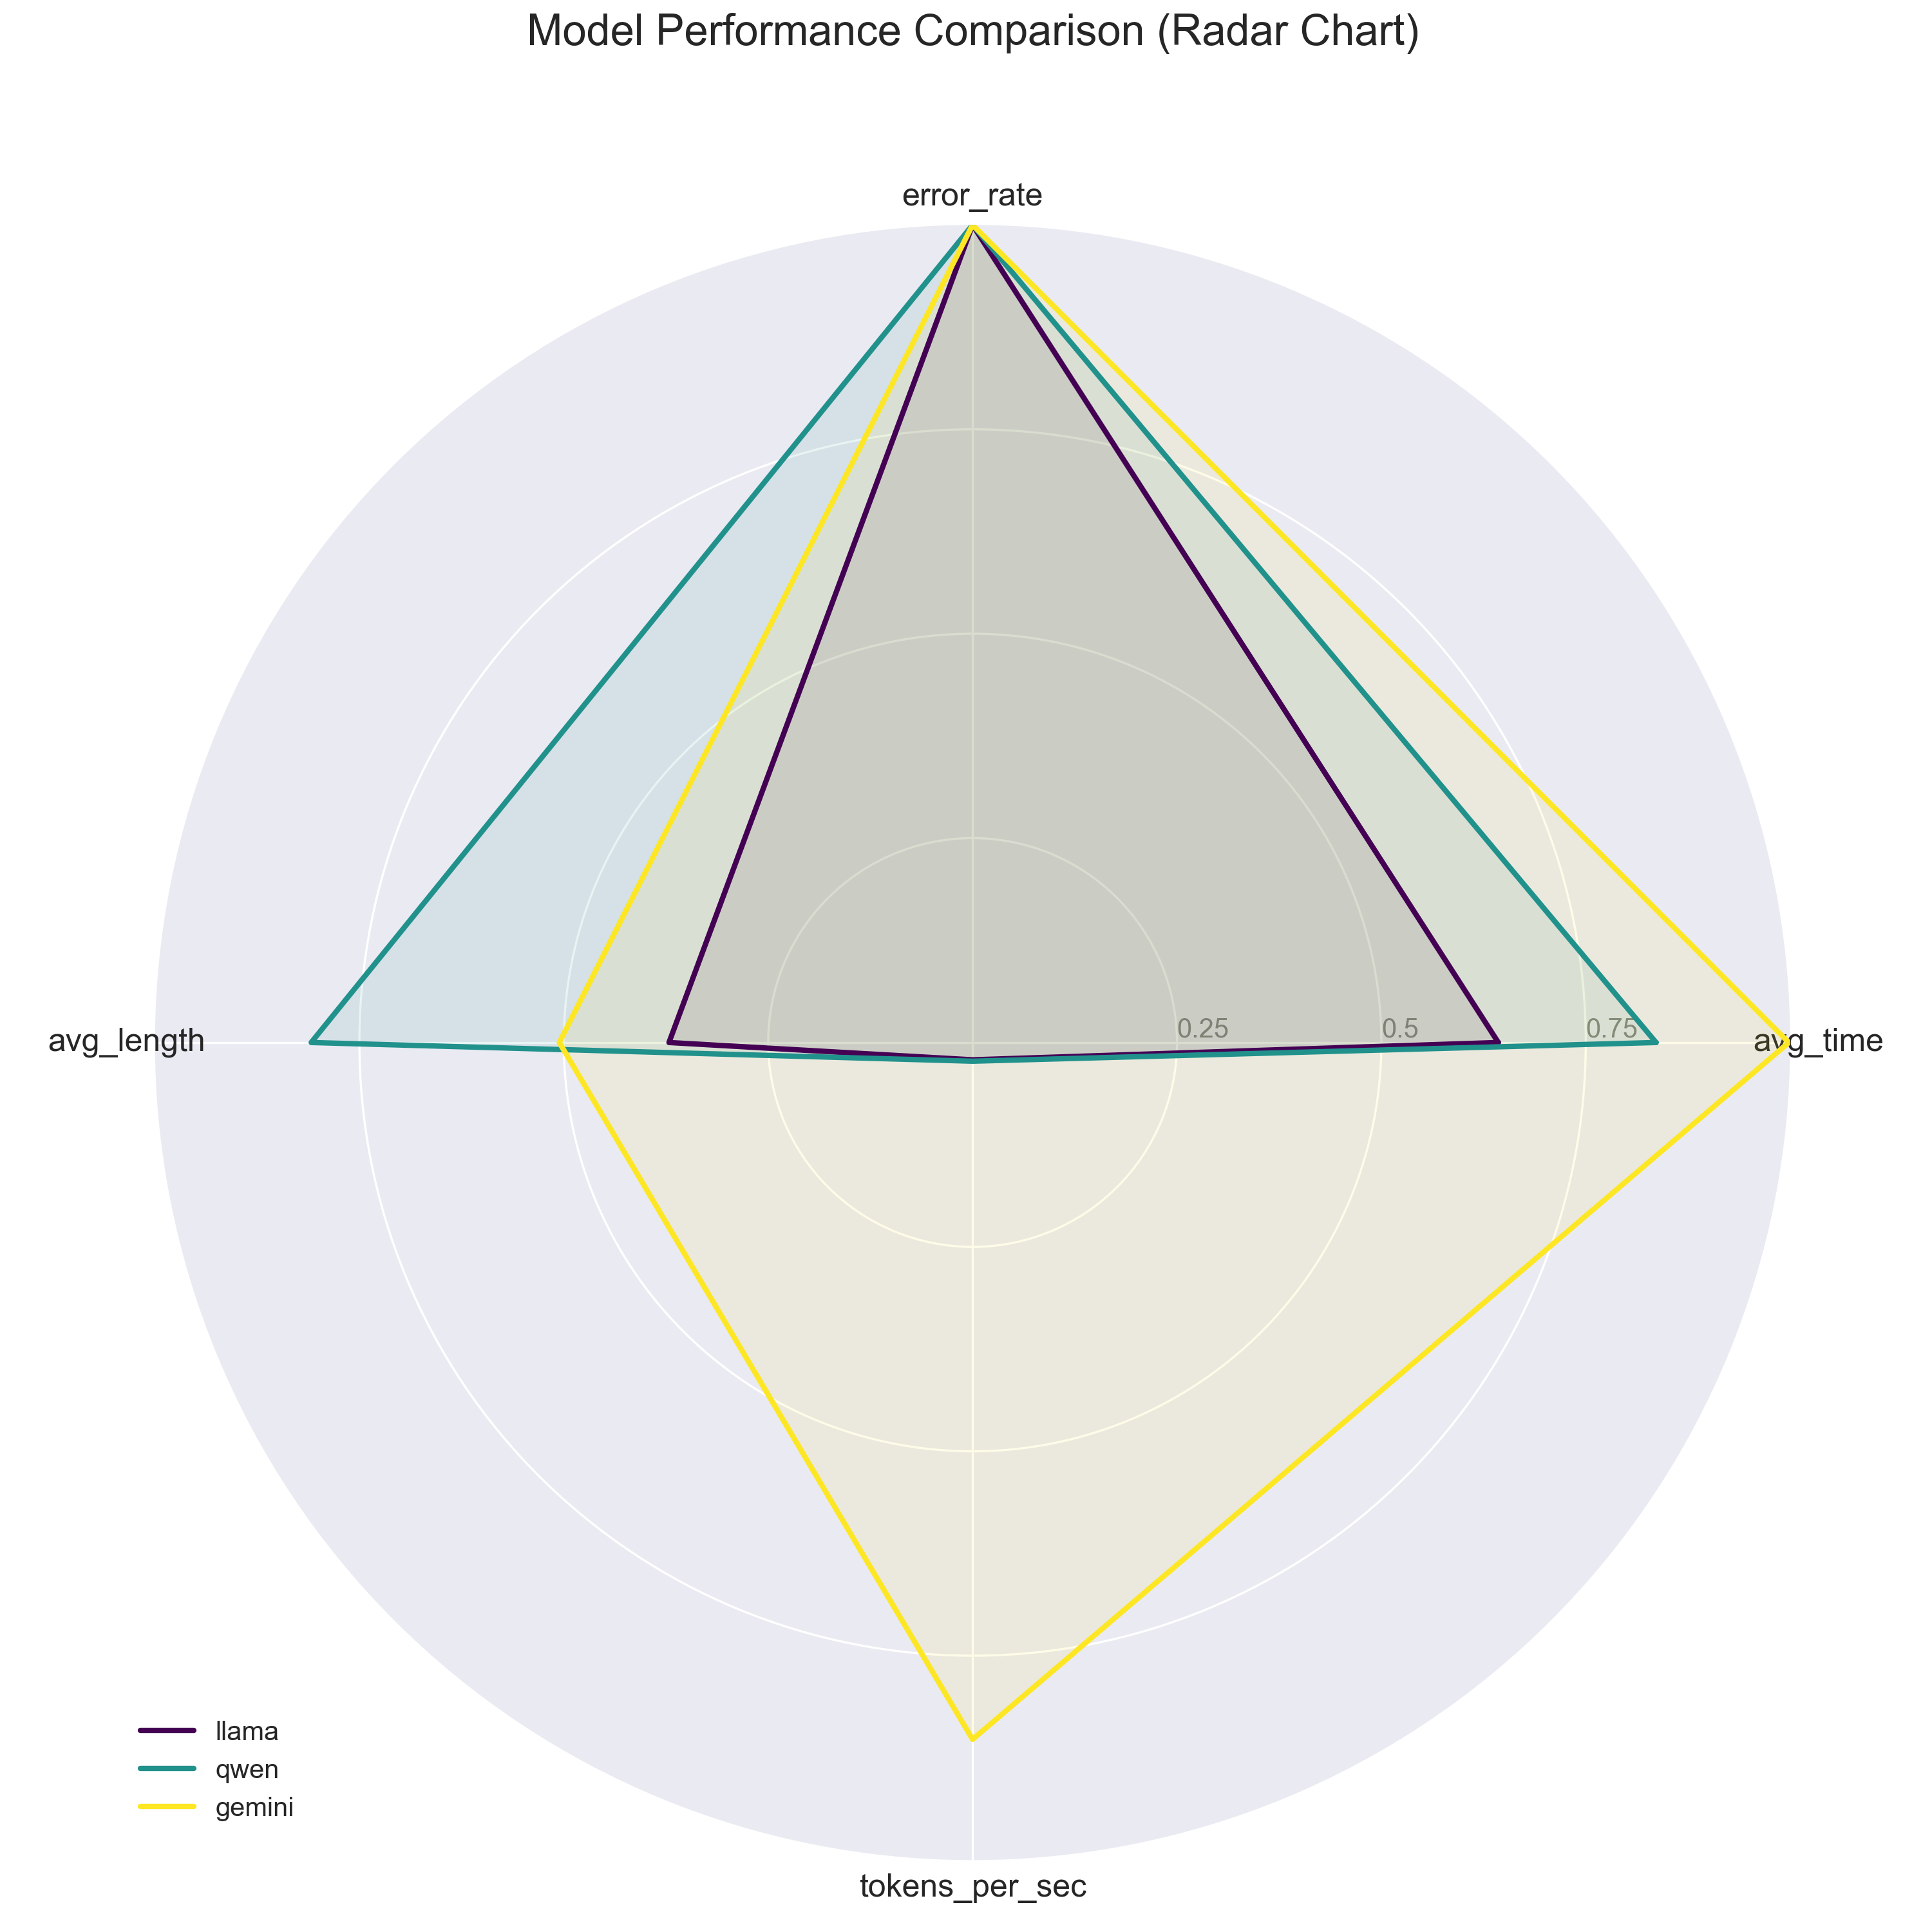 Model Performance Comparison (Radar Chart)
error_rate
avg_length
0.25
0.5
0.75
avg_time
llama
qwen
gemini
tokens_per_sec